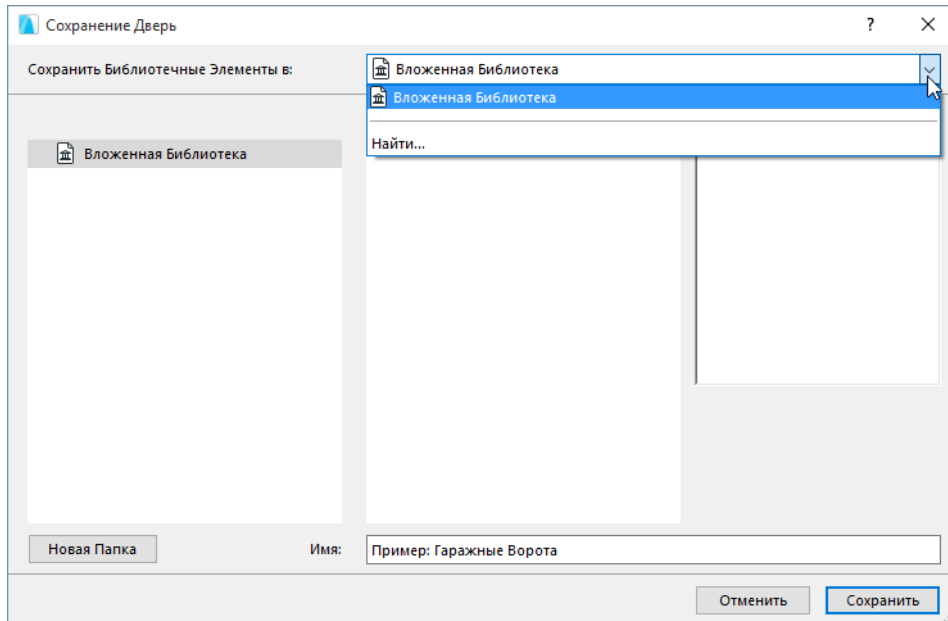 Сохранение Дверь
?
Сохранить Библиотечные Элементы в:
Вложенная Библиотека
Вложенная Библиотека
Найти...
Вложенная Библиотека
Новая Папка
Имя:
Пример: Гаражные Ворота
Отменить
Сохранить